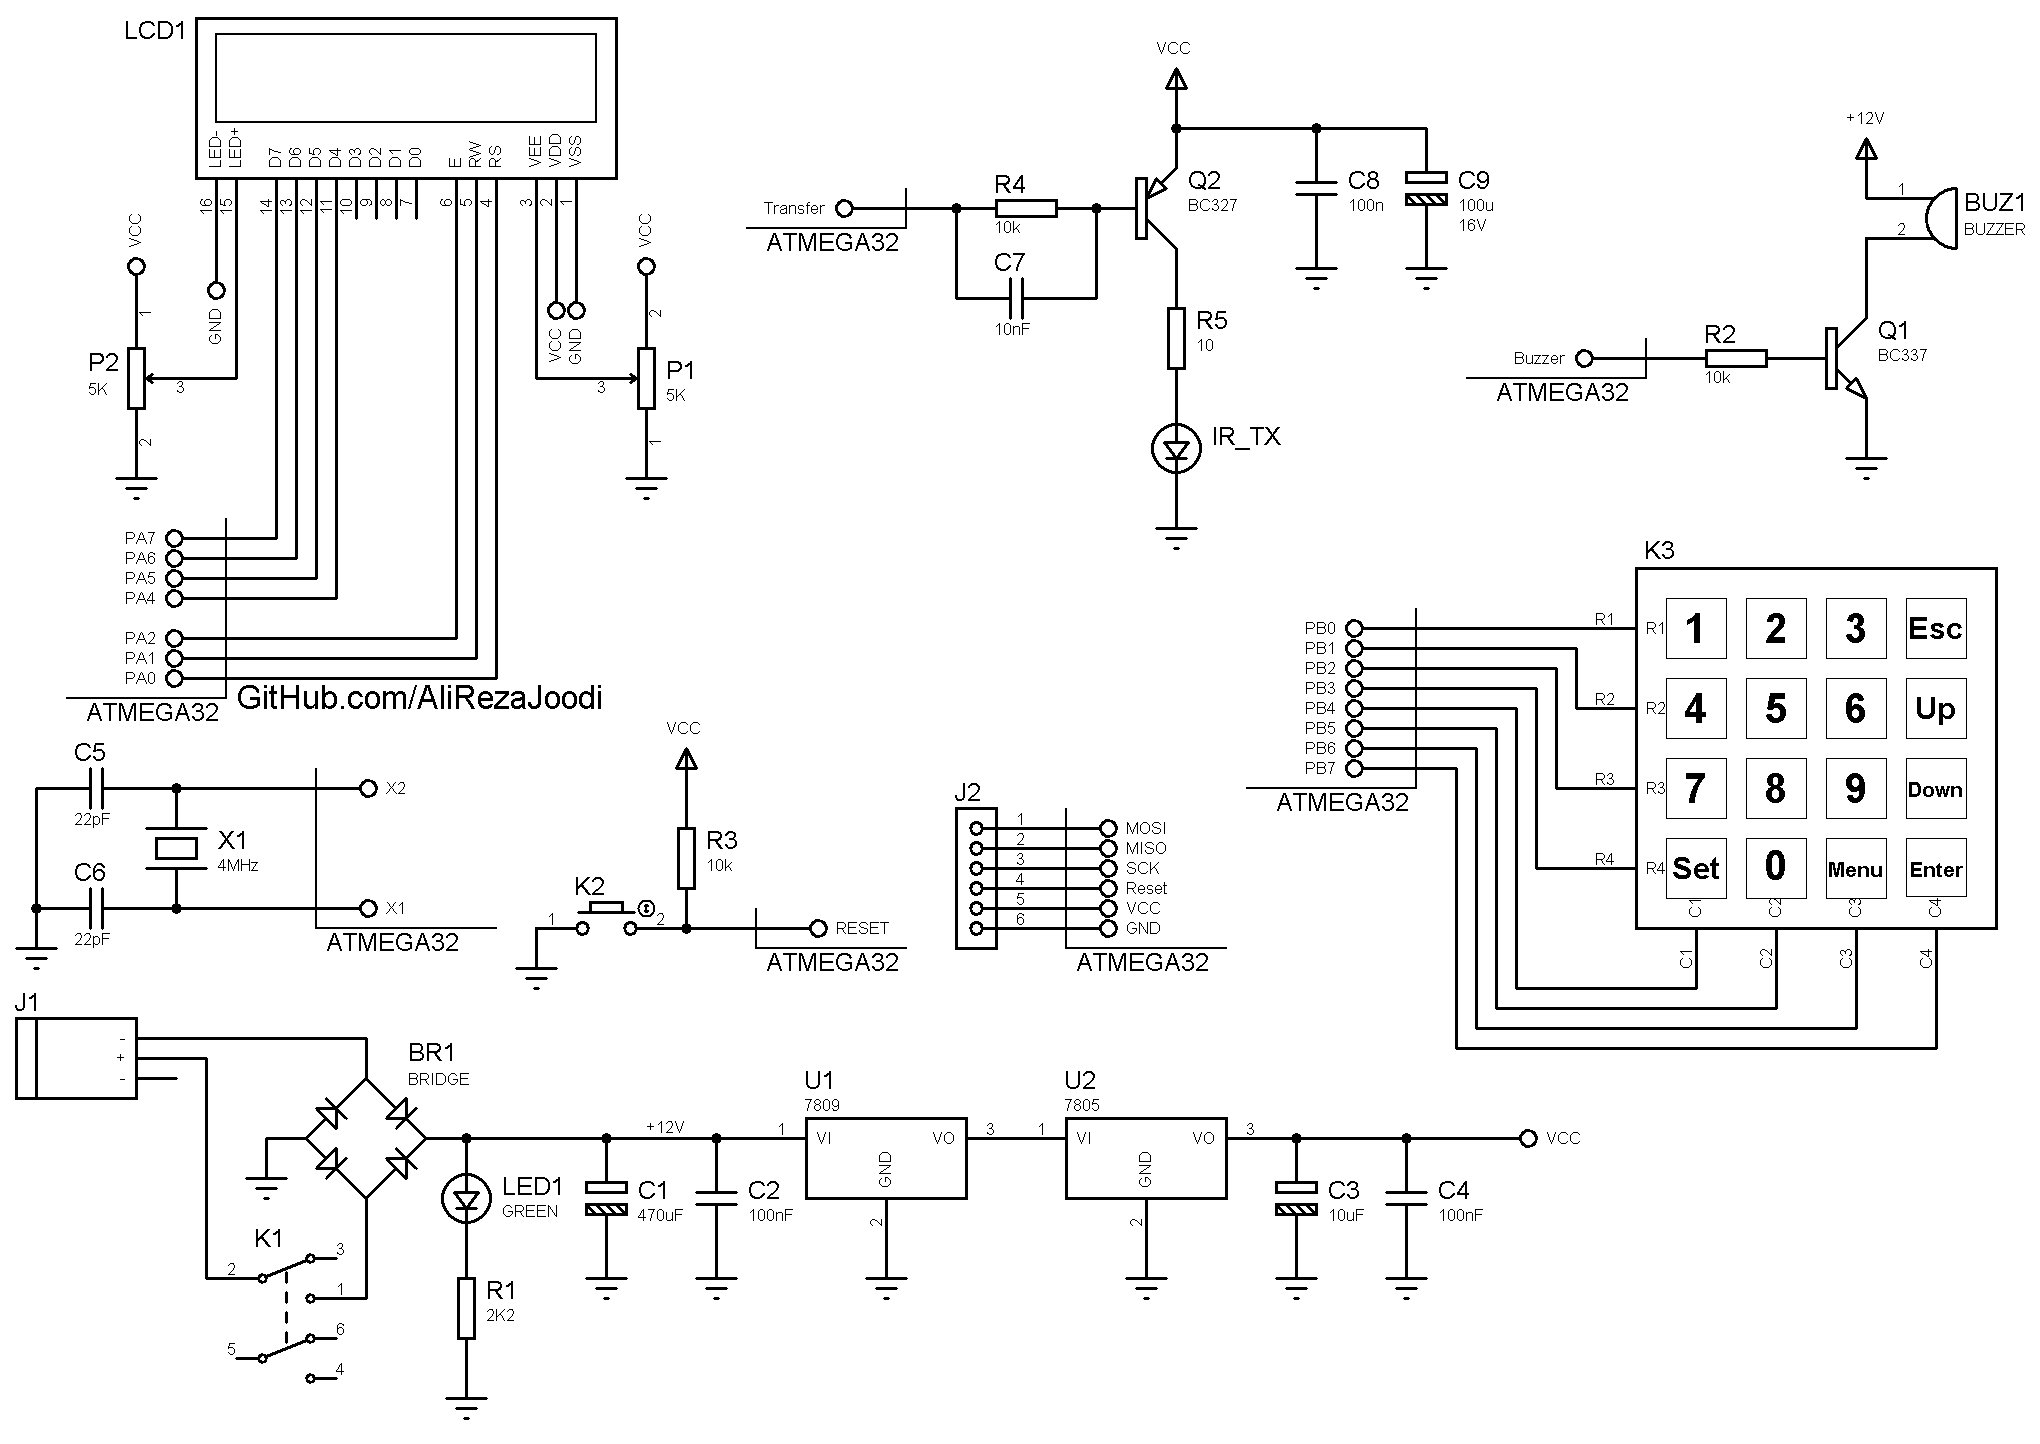 LCD1
LED-
LED+
D7
D6
D5
D4
D3
D2
D1
D0
E
RW
RS
VEE
VDD
VSS
16
15
14
13
12
11
10
9
8
7
6
5
4
3
2
1
VCC
GND
VCC
GND
VCC
1
P2
5K
3
2
2
P1
5K
3
1
PA7
PA6
PA5
PA4
PA2
PA1
PA0
ATMEGA32
GitHub.com/AliRezaJoodi
VCC
Transfer
ATMEGA32
R4
10k
C7
10nF
Q2
BC327
C8
100n
C9
100u
16V
R5
10
IR_TX
+12V
1
2
BUZ1
BUZZER
Buzzer
ATMEGA32
R2
10k
Q1
BC337
K3
PB0
PB1
PB2
PB3
PB4
PB5
PB6
PB7
ATMEGA32
R1
R2
R3
R4
R1 1 2 3 Esc
R2 4 5 6 Up
R3 7 8 9 Down
R4 Set 0 Menu Enter
C1 C2 C3 C4
C1 C2 C3 C4
C5
22pF
X2
X1
4MHz
C6
22pF
X1
ATMEGA32
VCC
R3
10k
K2
1
2
RESET
ATMEGA32
J2
1 MOSI
2 MISO
3 SCK
4 Reset
5 VCC
6 GND
ATMEGA32
J1
-
+
-
BR1
BRIDGE
K1
2
3
1
5
6
4
LED1
GREEN
R1
2K2
+12V
C1
470uF
C2
100nF
U1
7809
1
VI
VO
3
GND
2
U2
7805
1
VI
VO
3
GND
2
C3
10uF
C4
100nF
VCC